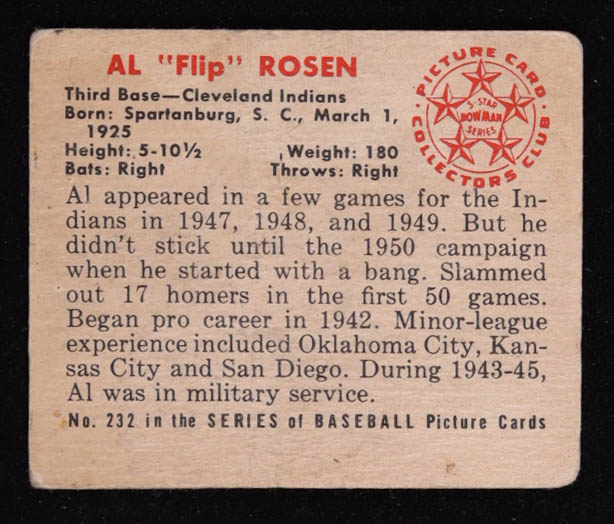 AL "Flip" ROSEN
Third Base—Cleveland Indians
Born: Spartanburg, S. C., March 1,
1925
Height: 5-10½ Weight: 180
Bats: Right Throws: Right
PICTURE CARD
COLLECTORS CLUB
5-STAR
BOWMAN
SERIES
Al appeared in a few games for the In-
dians in 1947, 1948, and 1949. But he
didn't stick until the 1950 campaign
when he started with a bang. Slammed
out 17 homers in the first 50 games.
Began pro career in 1942. Minor-league
experience included Oklahoma City, Kan-
sas City and San Diego. During 1943-45,
Al was in military service.
No. 232 in the SERIES of BASEBALL Picture Cards